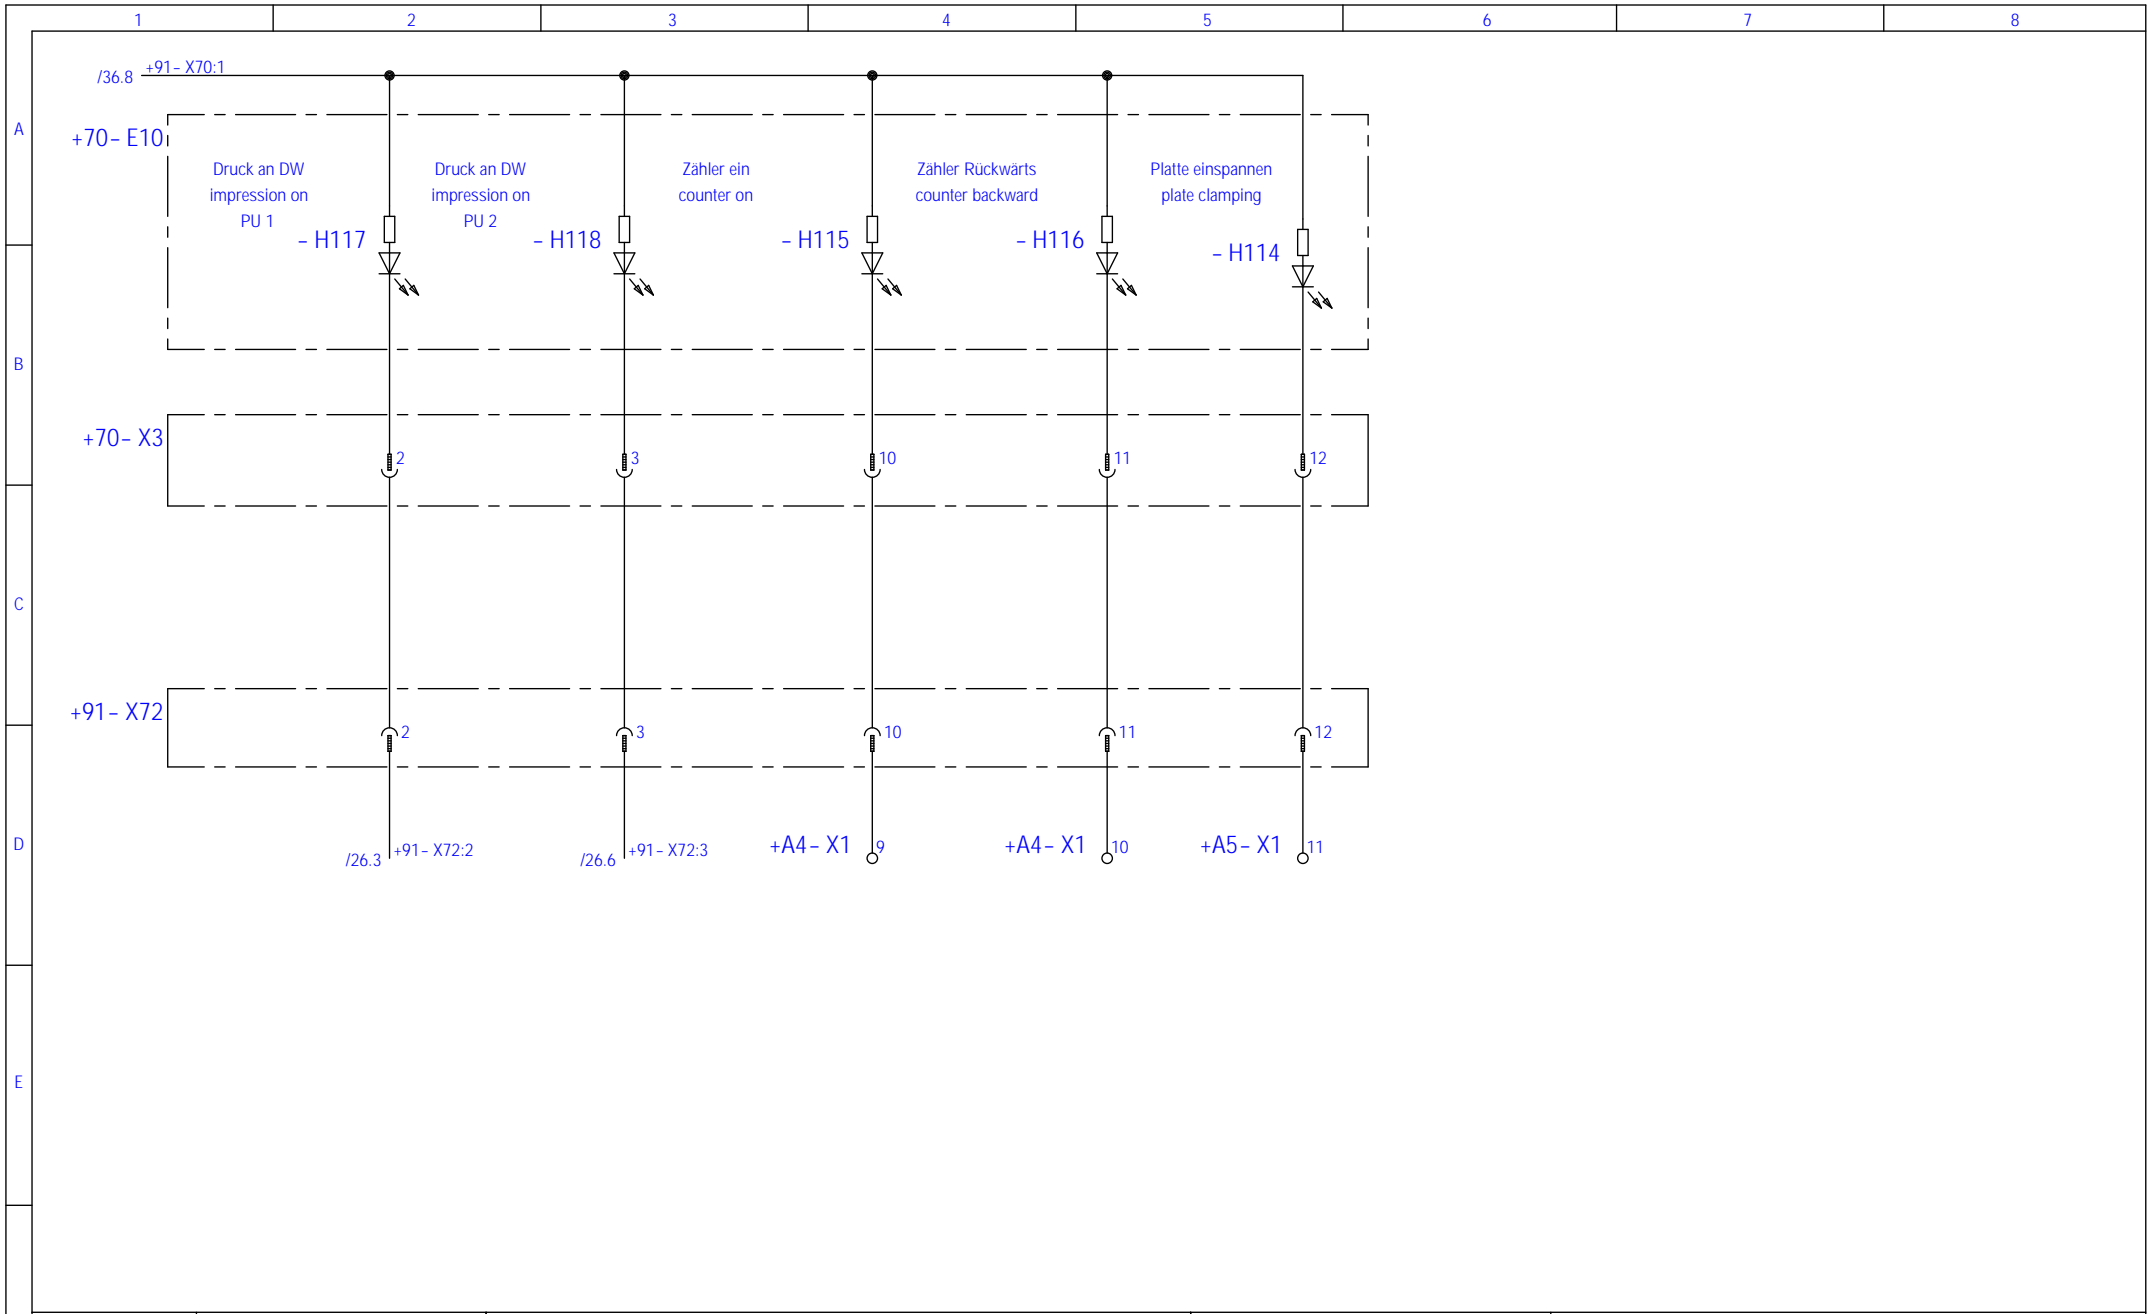 1 2 3 4 5 6 7 8
/36.8 +91- X70:1
A
+70- E10
Druck an DW
impression on
PU 1
- H117
Druck an DW
impression on
PU 2
- H118
Zähler ein
counter on
- H115
Zähler Rückwärts
counter backward
- H116
Platte einspannen
plate clamping
- H114
B
+70- X3
2 3 10 11 12
C
+91- X72
2 3 10 11 12
D
/26.3 +91- X72:2
/26.6 +91- X72:3
+A4- X1 9
+A4- X1 10
+A5- X1 11
E